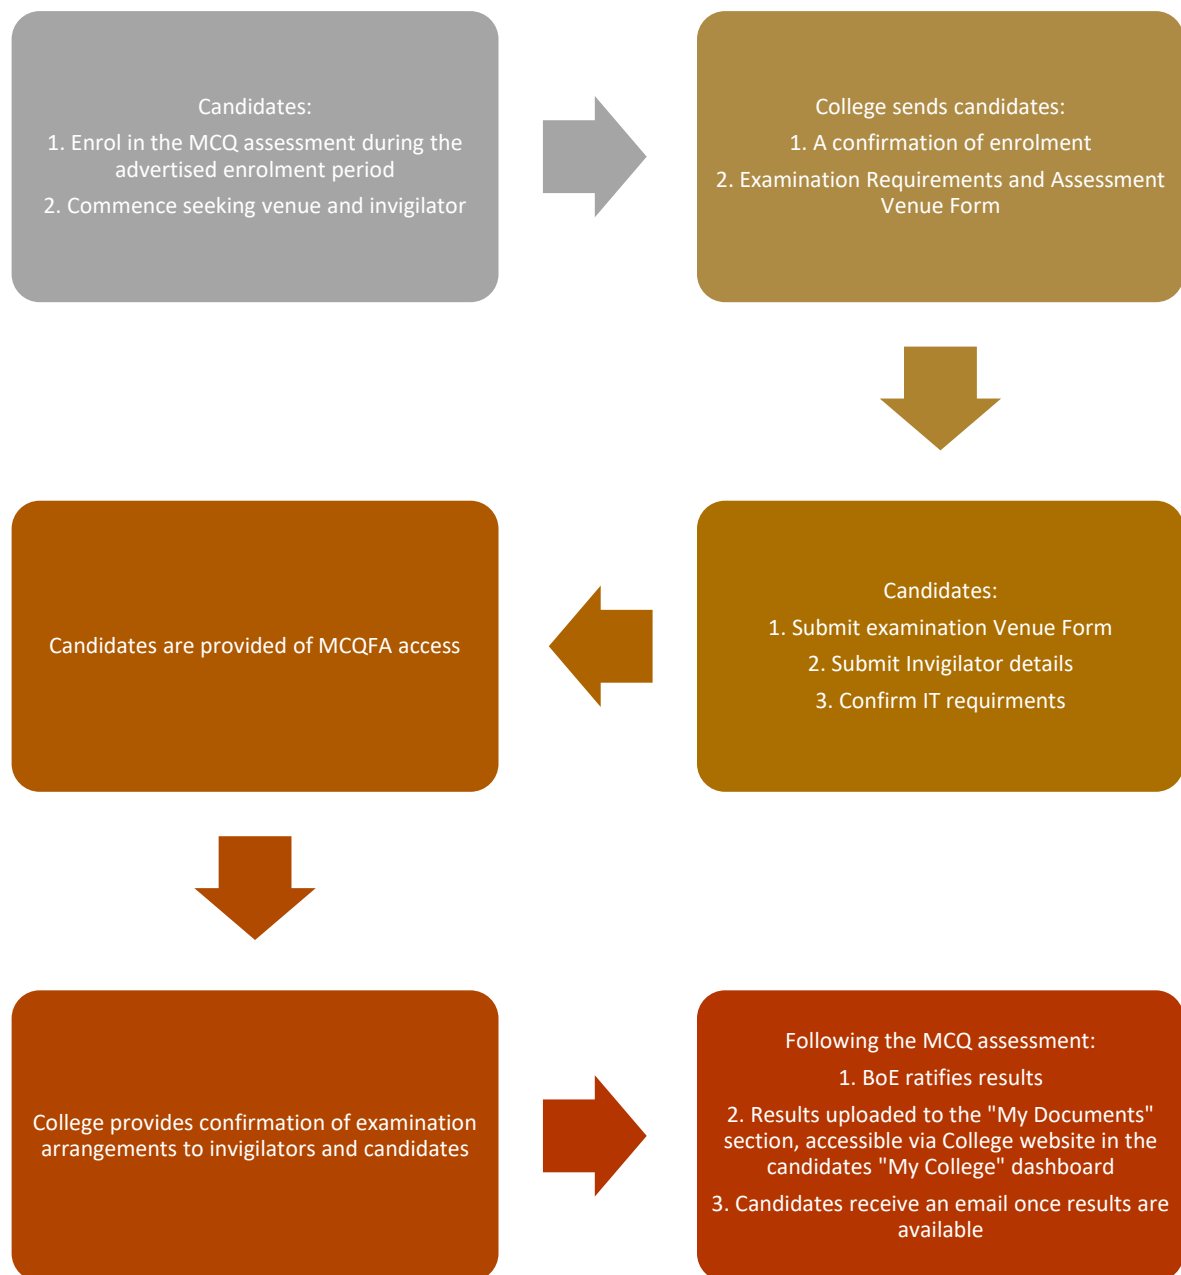 Candidates:
1. Enrol in the MCQ assessment during the
advertised enrolment period
2. Commence seeking venue and invigilator
College sends candidates:
1. A confirmation of enrolment
2. Examination Requirements and Assessment
Venue Form
Candidates:
1. Submit examination Venue Form
2. Submit Invigilator details
3. Confirm IT requirments
Candidates are provided of MCQFA access
College provides confirmation of examination
arrangements to invigilators and candidates
Following the MCQ assessment:
1. BoE ratifies results
2. Results uploaded to the "My Documents"
section, accessible via College website in the
candidates "My College" dashboard
3. Candidates receive an email once results are
available